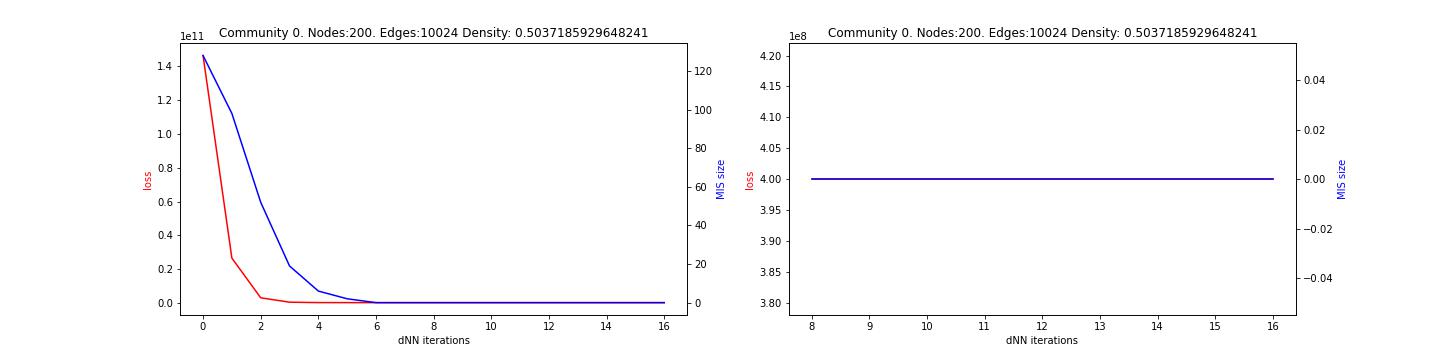 Community 0. Nodes:200. Edges:10024 Density: 0.5037185929648241
1e11
1.4
1.2
1.0
0.8
0.6
0.4
0.2
0.0
loss
0 2 4 6 8 10 12 14 16
dNN iterations
120
100
80
60
40
20
0
MIS size
Community 0. Nodes:200. Edges:10024 Density: 0.5037185929648241
1e8
4.20
4.15
4.10
4.05
4.00
3.95
3.90
3.85
3.80
loss
8 9 10 11 12 13 14 15 16
dNN iterations
0.04
0.02
0.00
−0.02
−0.04
MIS size